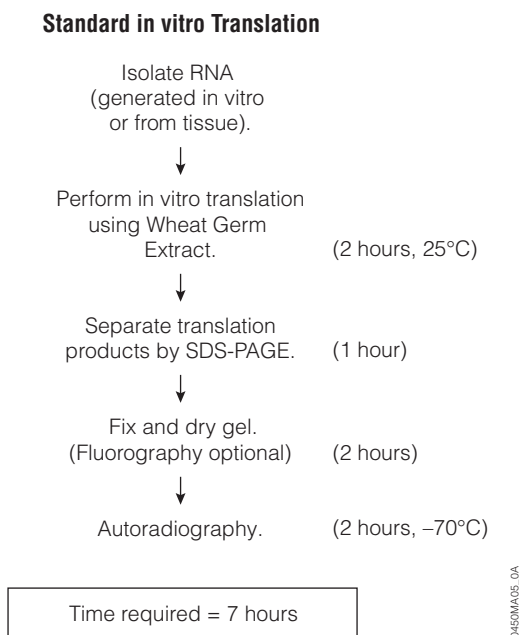 Standard in vitro Translation
Isolate RNA
(generated in vitro
or from tissue).
Perform in vitro translation
using Wheat Germ
Extract. (2 hours, 25°C)
Separate translation
products by SDS-PAGE. (1 hour)
Fix and dry gel.
(Fluorography optional) (2 hours)
Autoradiography. (2 hours, –70°C)
Time required = 7 hours
0450MA05_0A